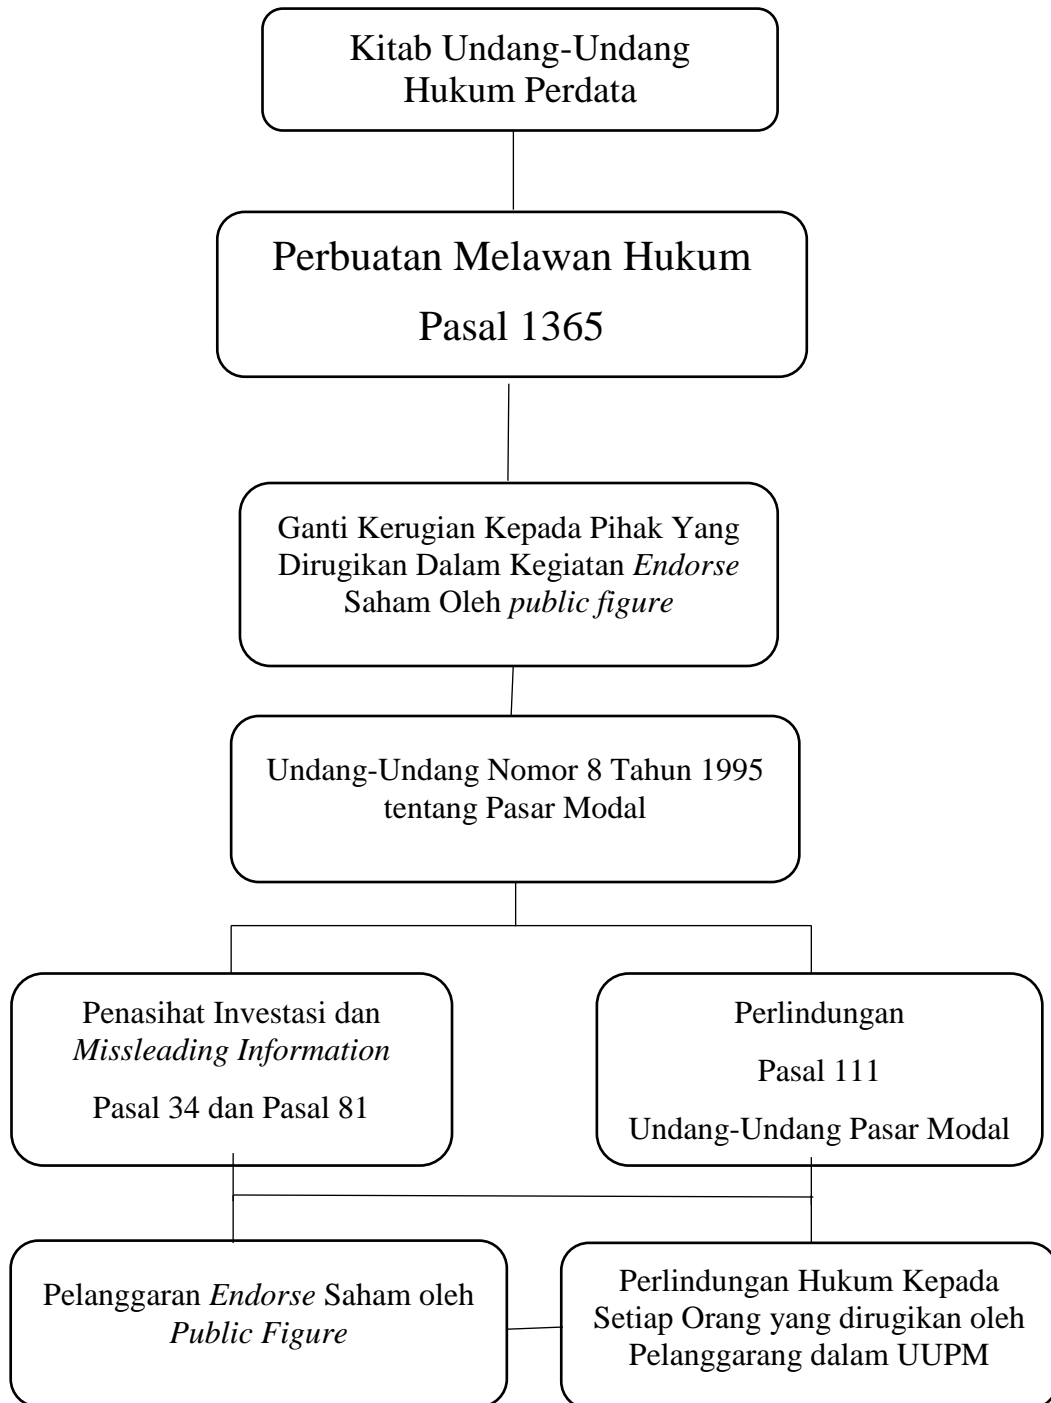 Kitab Undang-Undang
Hukum Perdata
Perbuatan Melawan Hukum
Pasal 1365
Ganti Kerugian Kepada Pihak Yang
Dirugikan Dalam Kegiatan Endorse
Saham Oleh public figure
Undang-Undang Nomor 8 Tahun 1995
tentang Pasar Modal
Penasihat Investasi dan
Missleading Information
Pasal 34 dan Pasal 81
Perlindungan
Pasal 111
Undang-Undang Pasar Modal
Pelanggaran Endorse Saham oleh
Public Figure
Perlindungan Hukum Kepada
Setiap Orang yang dirugikan oleh
Pelanggarang dalam UUPM